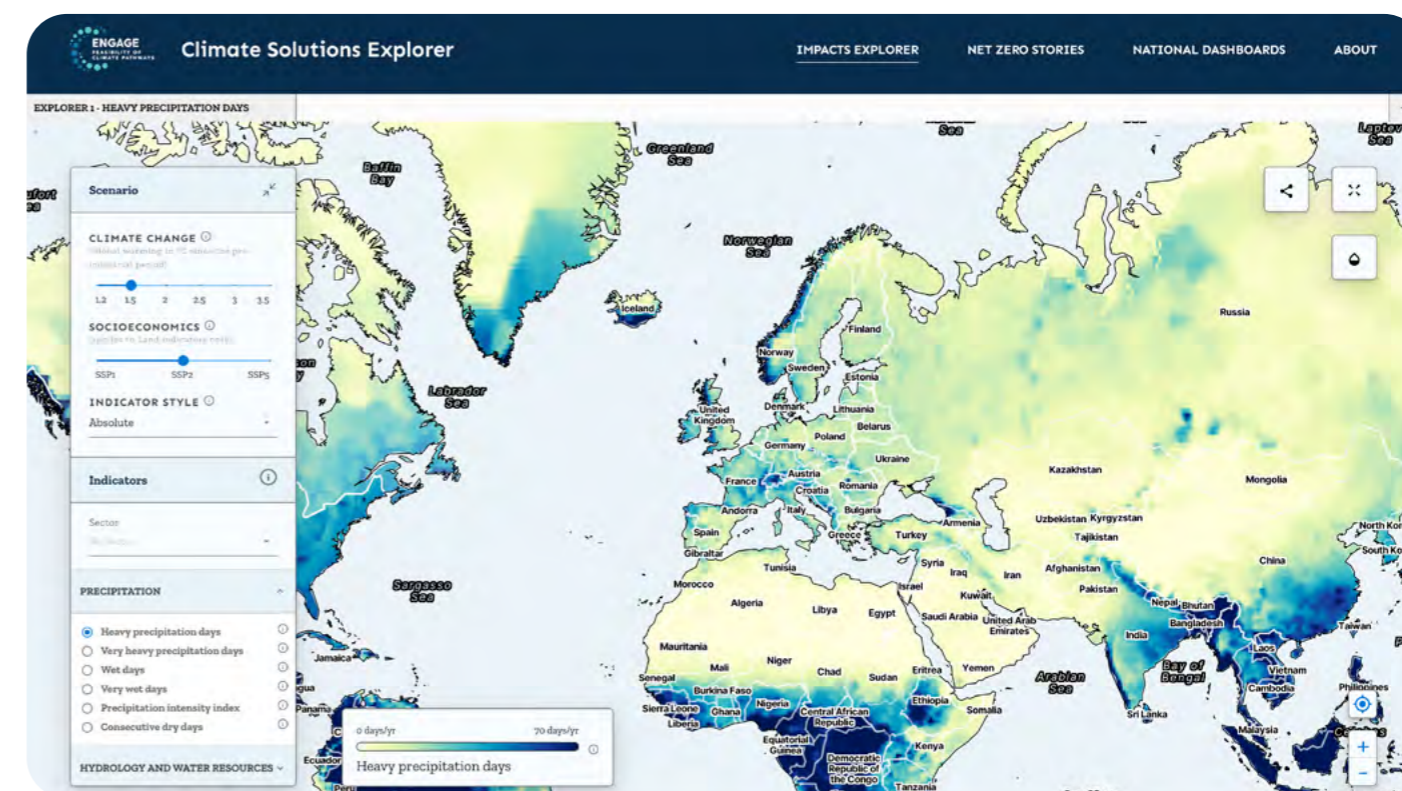 ENGAGE
FEASIBILITY OF
CLIMATE PATHWAYS
Climate Solutions Explorer
IMPACTS EXPLORER
NET ZERO STORIES
NATIONAL DASHBOARDS
ABOUT
EXPLORER 1 - HEAVY PRECIPITATION DAYS
Scenario
CLIMATE CHANGE
1.2 1.5 2 2.5 3 3.5
SOCIOECONOMICS
SSP1 SSP2 SSP5
INDICATOR STYLE
Absolute
Indicators
Sector
PRECIPITATION
Heavy precipitation days
Very heavy precipitation days
Wet days
Very wet days
Precipitation intensity index
Consecutive dry days
HYDROLOGY AND WATER RESOURCES
0 days/yr 70 days/yr
Heavy precipitation days
Baffin
Bay
Greenland
Sea
Sea
Laptev
Sea
Norwegian
Sea
Iceland
Labrador
Sea
Sargasso
Sea
Russia
Finland
Norway
Sweden
Estonia
United
Kingdom
Denmark
Lithuania
Belarus
Poland
Germany
Ukraine
Austria
France
Croatia
Romania
Andorra
Italy
Bulgaria
Spain
Greece
Turkey
Armenia
Gibraltar
Kazakhstan
Mongolia
Uzbekistan
Kyrgyzstan
Tajikistan
North Ko
South Ko
China
Tunisia
Syria
Iraq
Iran
Afghanistan
Pakistan
Morocco
Israel
Kuwait
Algeria
Libya
Egypt
Saudi Arabia
United Arab
Emirates
Nepal
Bhutan
Bangladesh
Taiwan
India
Laos
Mauritania
Mali
Niger
Chad
Sudan
Eritrea
Yemen
Arabian
Sea
Bay of
Bengal
Vietnam
Cambodia
Philippines
Senegal
Burkina Faso
Sierra Leone
Ghana
Nigeria
Liberia
Central African
Republic
Ethiopia
Somalia
Sri Lanka
Malaysia
Equatorial
Guinea
Kenya
Democratic
Republic of
the Congo
Tanzania
Jamaica
Panama
Ecuador
Peru